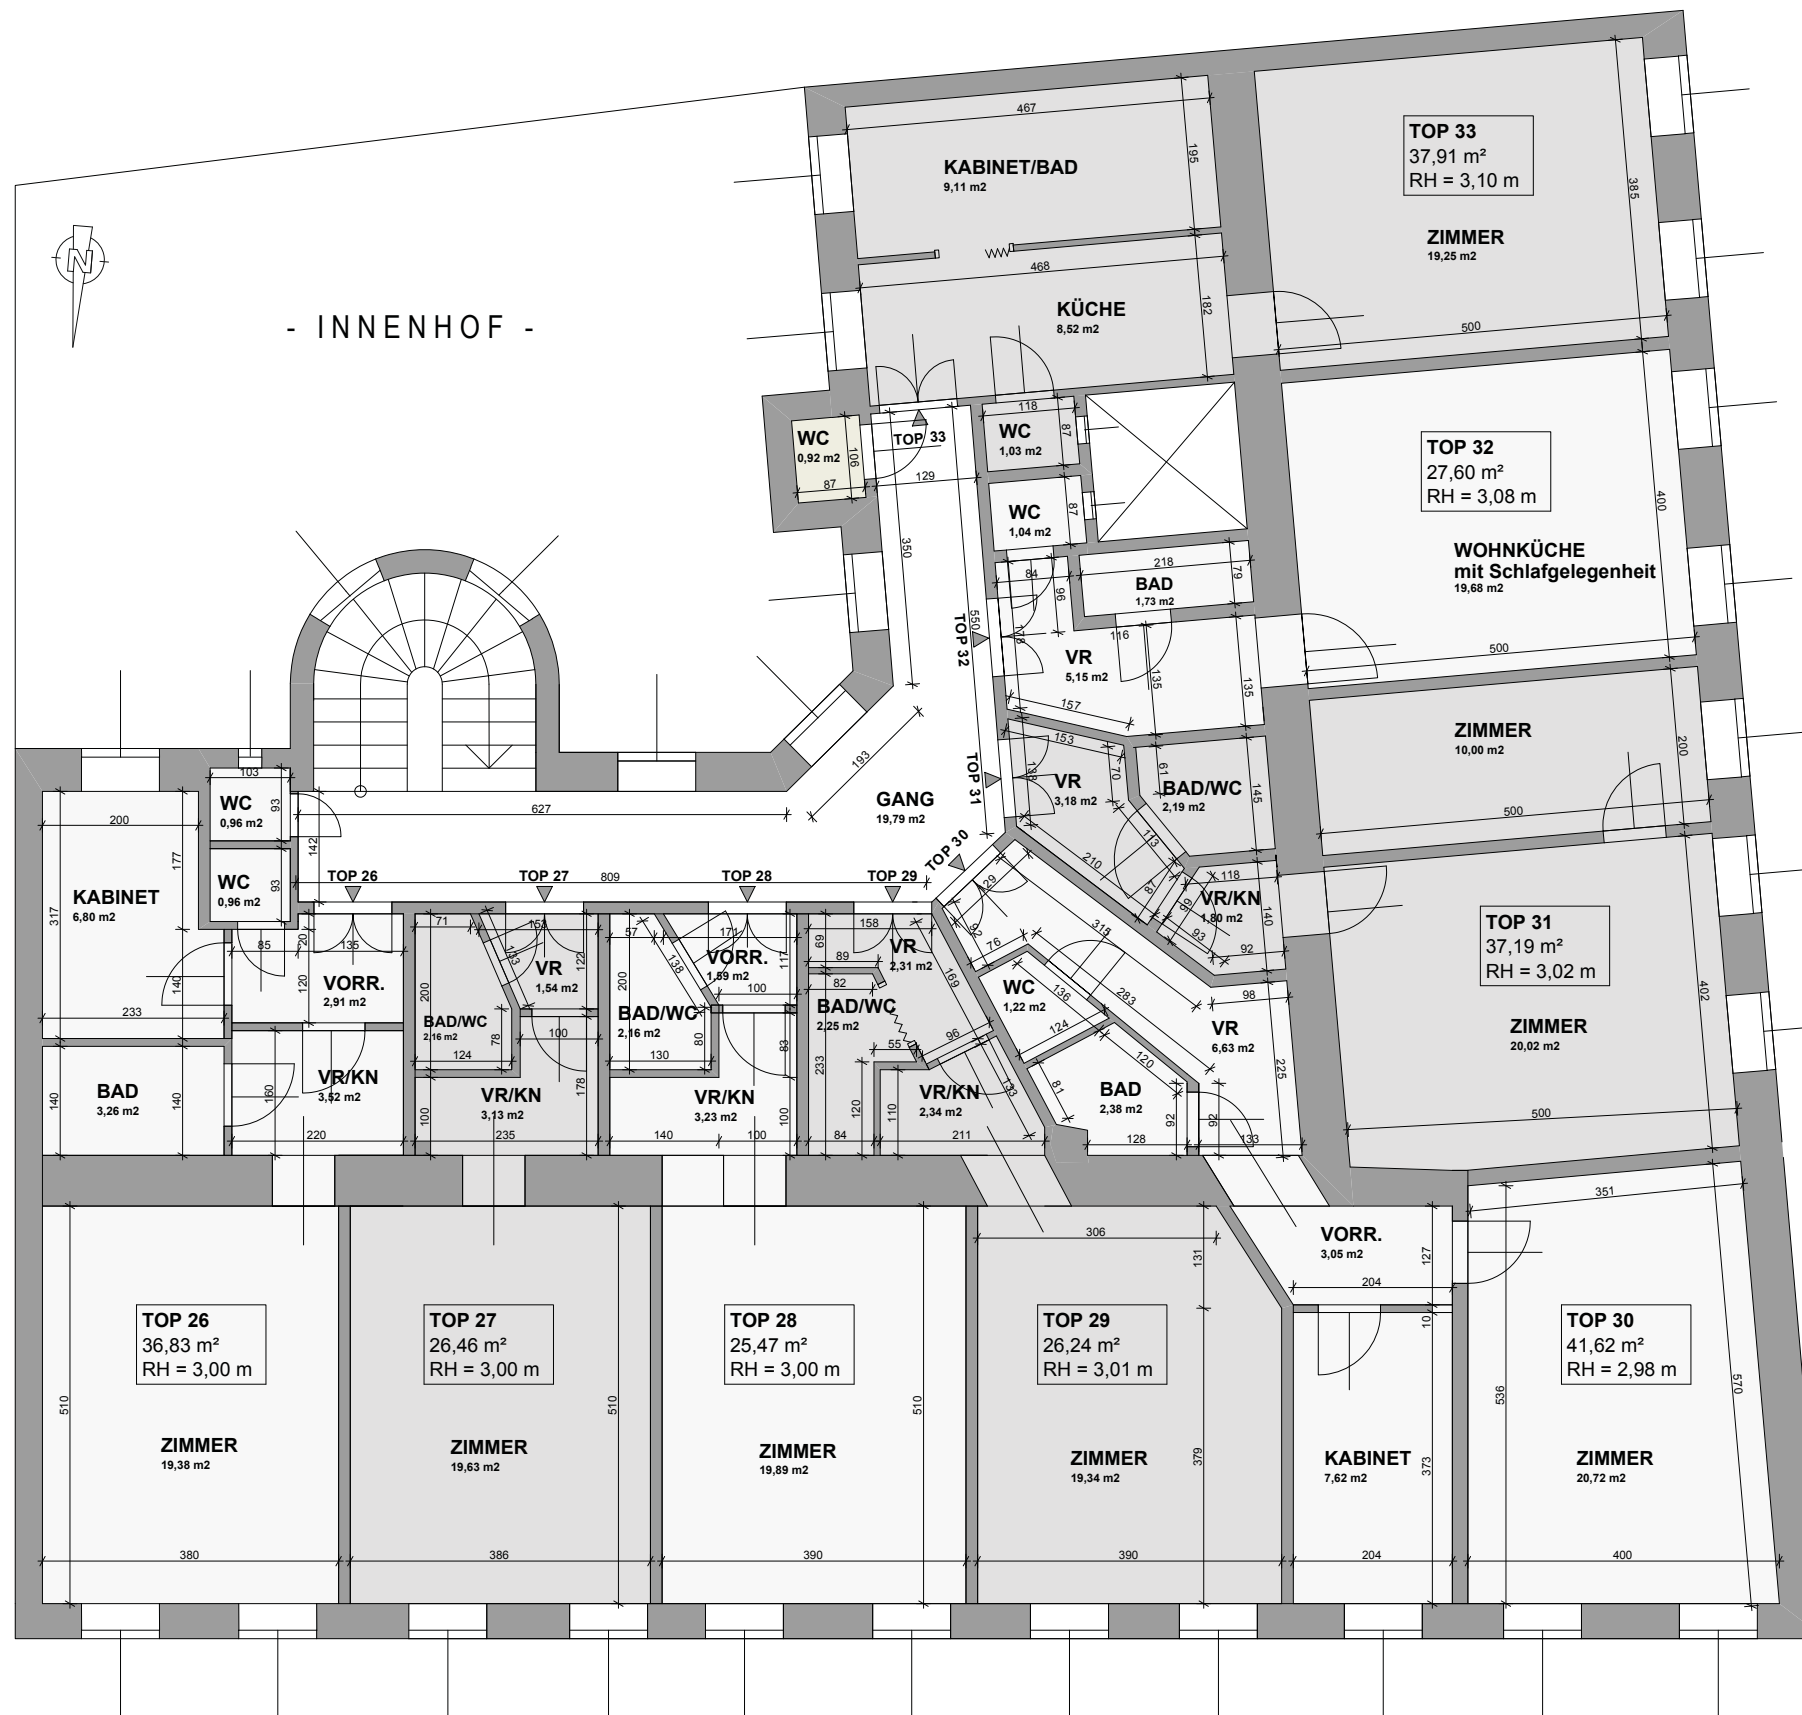 467
195
KABINET/BAD
9,11 m2
TOP 33
37,91 m²
RH = 3,10 m
385
ZIMMER
19,25 m2
500
N
- INNENHOF -
468
KÜCHE
8,52 m2
182
WC
0,92 m2
106
87
TOP 33
129
118
WC
1,03 m2
87
WC
1,04 m2
87
TOP 32
27,60 m²
RH = 3,08 m
400
WOHNKÜCHE
mit Schlafgelegenheit
19,68 m2
500
350
550
84
96
218
BAD
1,73 m2
79
TOP 32
178
116
VR
5,15 m2
135
135
157
193
153
138
VR
3,18 m2
70
61
BAD/WC
2,19 m2
145
TOP 31
ZIMMER
10,00 m2
200
500
103
WC
0,96 m2
93
627
GANG
19,79 m2
142
200
177
317
KABINET
6,80 m2
WC
0,96 m2
93
809
TOP 26
TOP 27
TOP 28
TOP 29
TOP 30
129
210
113
87
118
VR/KN
1,80 m2
99
93
140
92
TOP 31
37,19 m²
RH = 3,02 m
402
ZIMMER
20,02 m2
500
85
20
135
140
120
VORR.
2,91 m2
233
71
153
133
122
VR
1,54 m2
200
BAD/WC
2,16 m2
78
100
124
57
171
138
117
VORR.
1,59 m2
200
100
BAD/WC
2,16 m2
80
83
130
69
158
VR
2,31 m2
89
82
BAD/WC
2,25 m2
169
55
96
233
92
76
315
WC
1,22 m2
136
283
124
98
VR
6,63 m2
225
120
81
BAD
2,38 m2
92
92
128
133
140
BAD
3,26 m2
140
160
VR/KN
3,52 m2
220
100
VR/KN
3,13 m2
178
235
VR/KN
3,23 m2
100
140
100
120
110
VR/KN
2,34 m2
133
84
211
306
131
VORR.
3,05 m2
127
204
10
351
TOP 26
36,83 m²
RH = 3,00 m
510
ZIMMER
19,38 m2
380
TOP 27
26,46 m²
RH = 3,00 m
510
ZIMMER
19,63 m2
386
TOP 28
25,47 m²
RH = 3,00 m
510
ZIMMER
19,89 m2
390
TOP 29
26,24 m²
RH = 3,01 m
379
ZIMMER
19,34 m2
390
KABINET
7,62 m2
373
204
TOP 30
41,62 m²
RH = 2,98 m
536
570
ZIMMER
20,72 m2
400